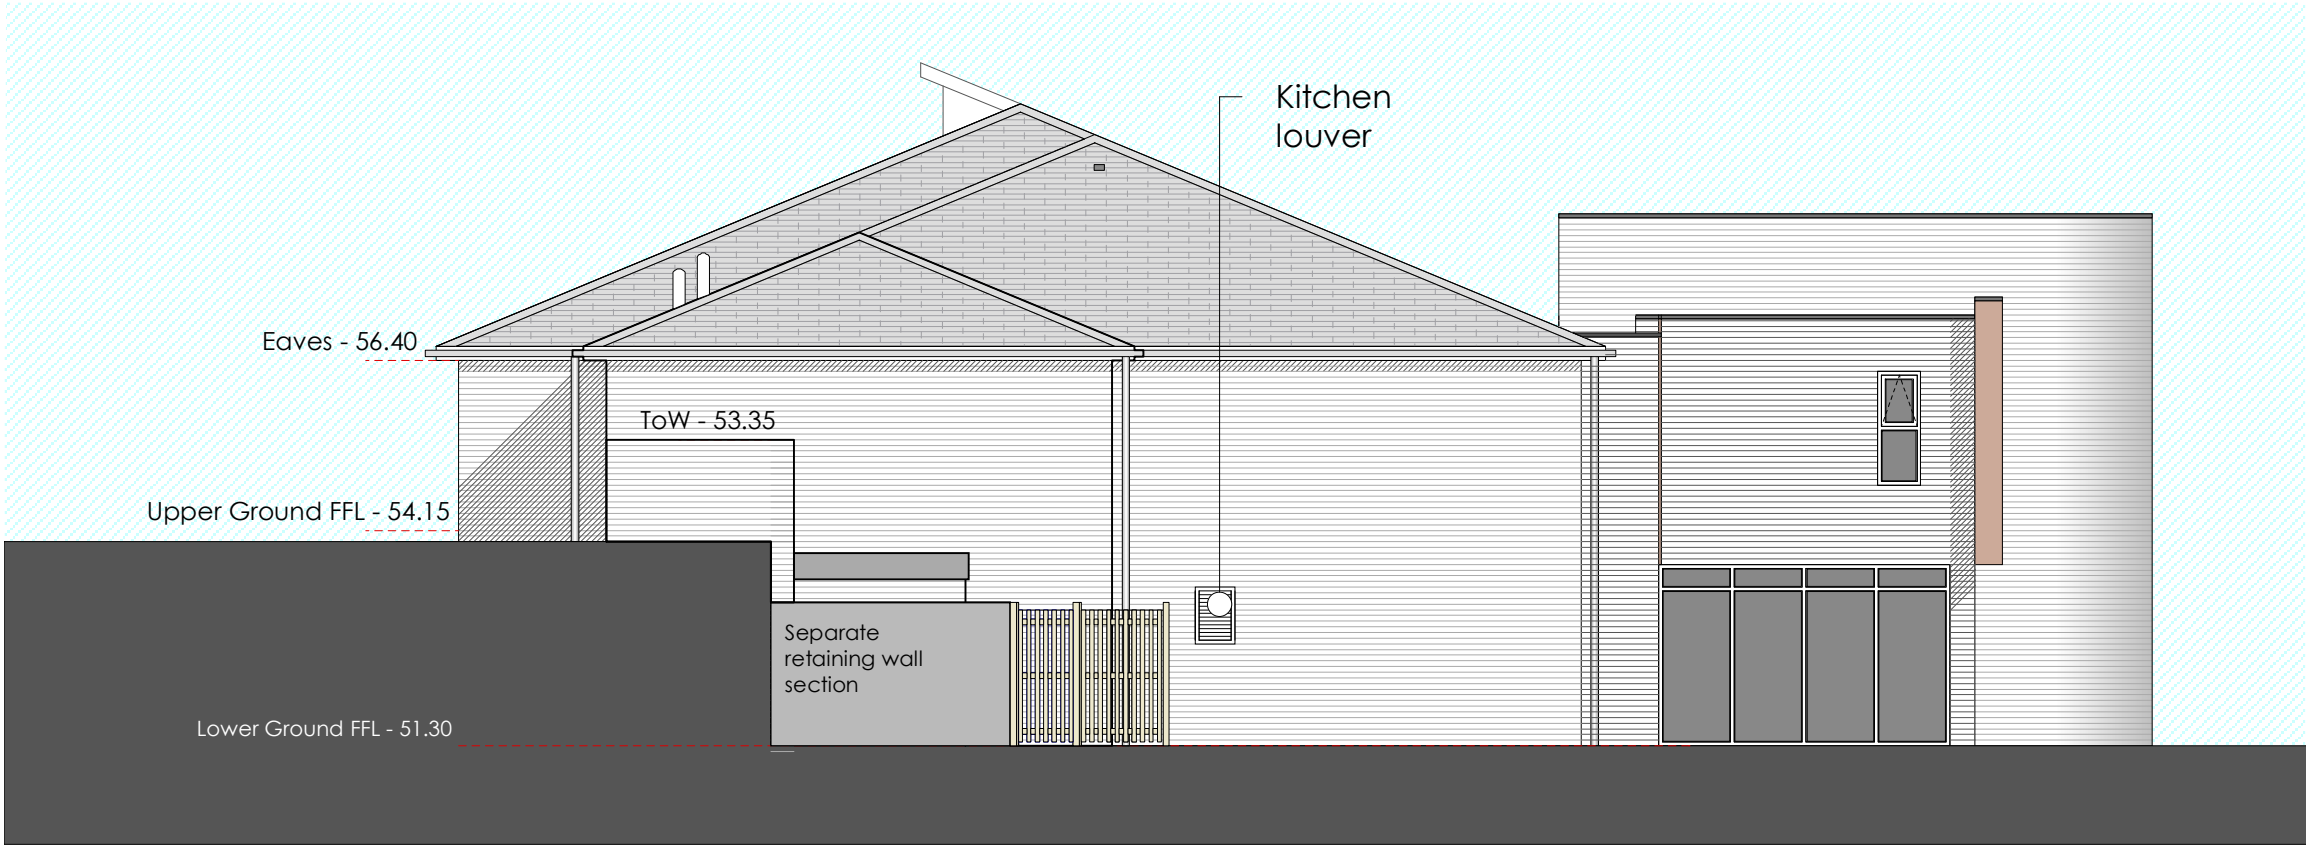 Kitchen
louver
Eaves - 56.40
ToW - 53.35
Upper Ground FFL - 54.15
Separate
retaining wall
section
Lower Ground FFL - 51.30